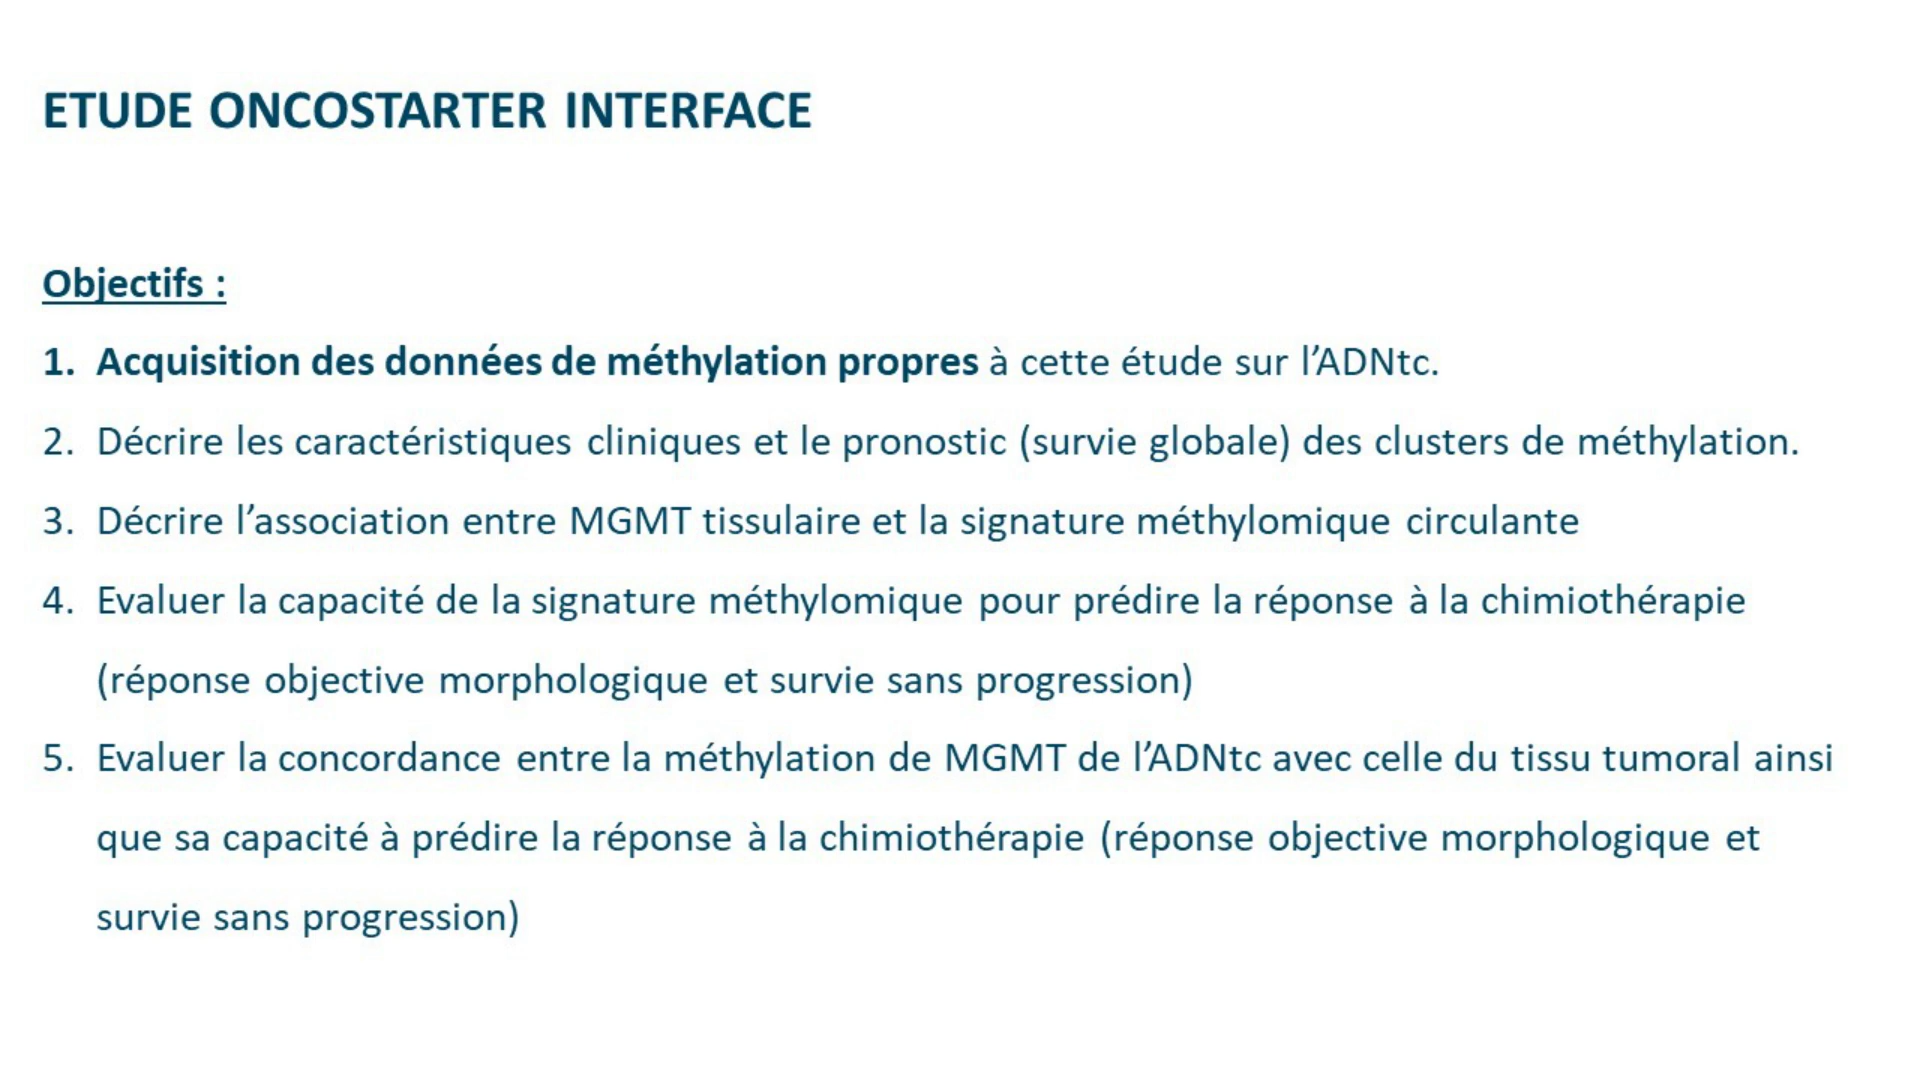 ETUDE ONCOSTARTER INTERFACE
Objectifs :
1. Acquisition des données de méthylation propres à cette étude sur l’ADNtc.
2. Décrire les caractéristiques cliniques et le pronostic (survie globale) des clusters de méthylation.
3. Décrire l’association entre MGMT tissulaire et la signature méthylomique circulante
4. Evaluer la capacité de la signature méthylomique pour prédire la réponse à la chimiothérapie
(réponse objective morphologique et survie sans progression)
5. Evaluer la concordance entre la méthylation de MGMT de l’ADNtc avec celle du tissu tumoral ainsi
que sa capacité à prédire la réponse à la chimiothérapie (réponse objective morphologique et
survie sans progression)